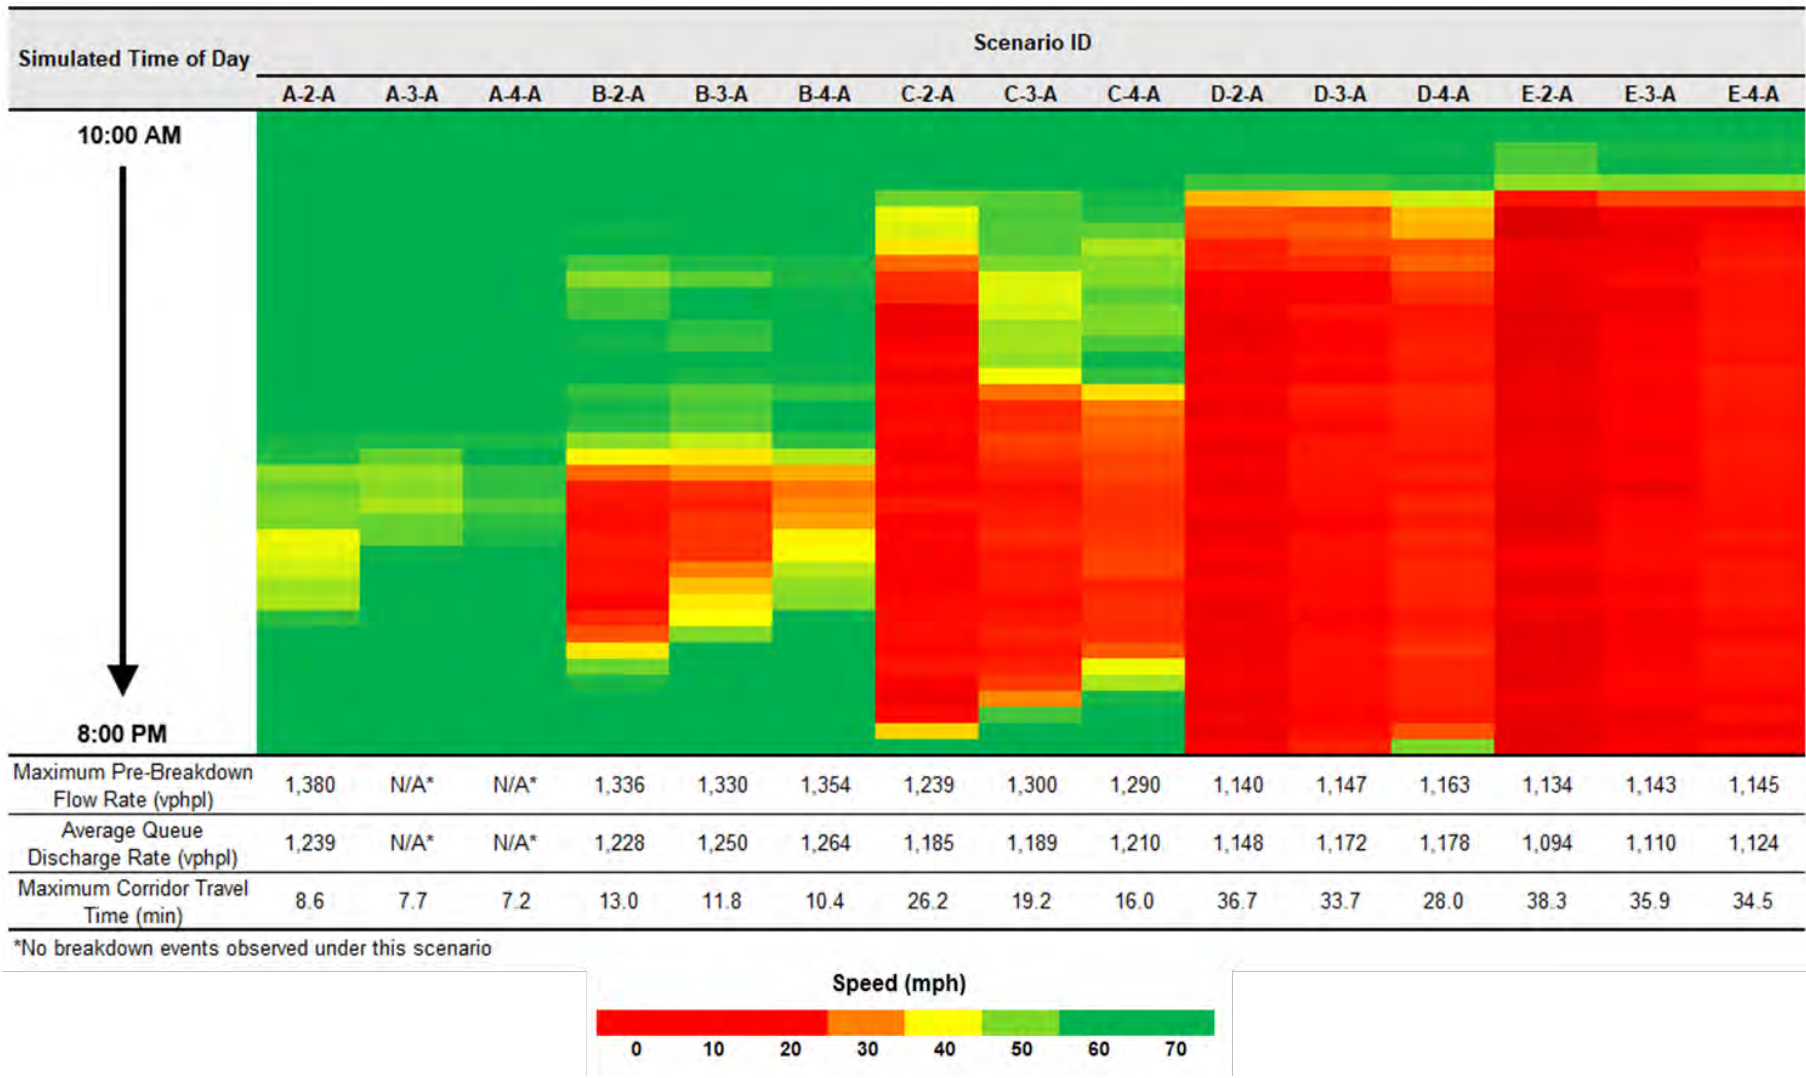 Simulated Time of Day
Scenario ID
A-2-A A-3-A A-4-A B-2-A B-3-A B-4-A C-2-A C-3-A C-4-A D-2-A D-3-A D-4-A E-2-A E-3-A E-4-A
10:00 AM
8:00 PM
Maximum Pre-Breakdown
Flow Rate (vphpl)
1,380 N/A* N/A* 1,336 1,330 1,354 1,239 1,300 1,290 1,140 1,147 1,163 1,134 1,143 1,145
Average Queue
Discharge Rate (vphpl)
1,239 N/A* N/A* 1,228 1,250 1,264 1,185 1,189 1,210 1,148 1,172 1,178 1,094 1,110 1,124
Maximum Corridor Travel
Time (min)
8.6 7.7 7.2 13.0 11.8 10.4 26.2 19.2 16.0 36.7 33.7 28.0 38.3 35.9 34.5
*No breakdown events observed under this scenario
Speed (mph)
0 10 20 30 40 50 60 70